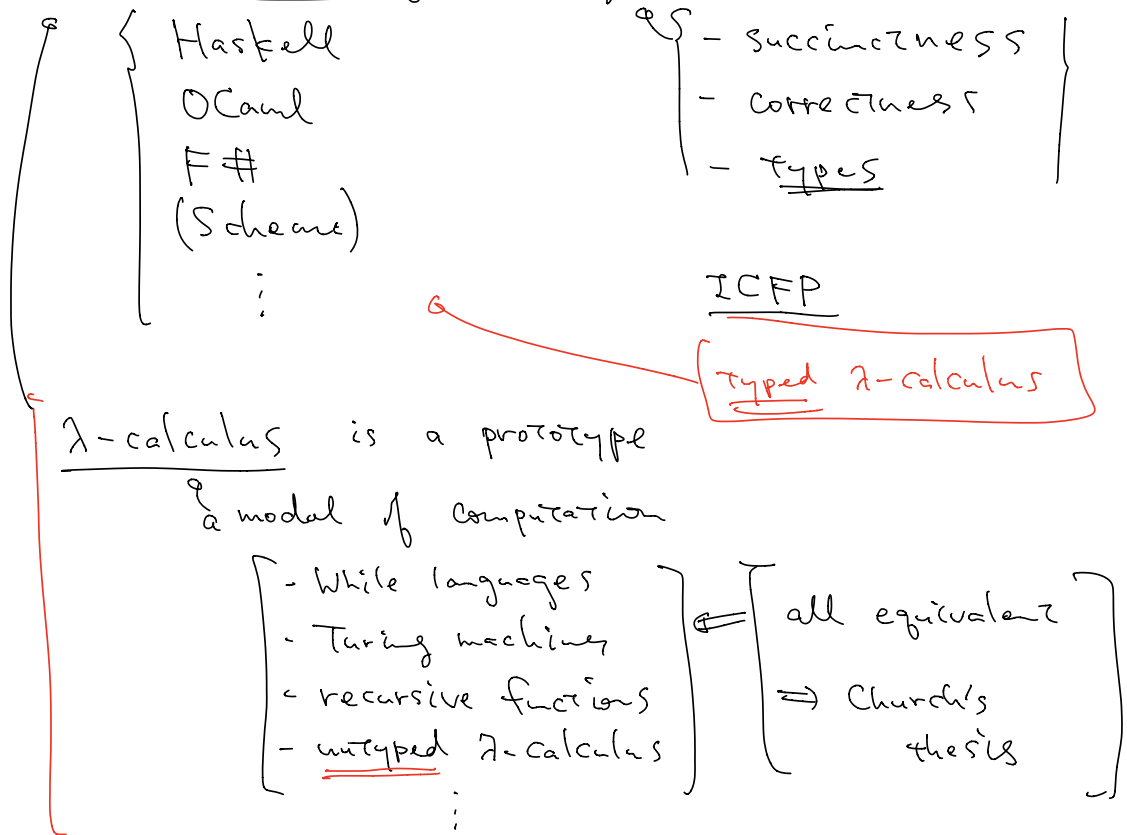 Haskell
OCaml
F#
(Scheme)
⋮
- succinctness
- correctness
- types
ICFP
typed λ-calculus
λ-calculus is a prototype
a modal of computation
- While languages
- Turing machines
- recursive functions
- untyped λ-calculus
⋮
all equivalent
⇒ Church's
thesis